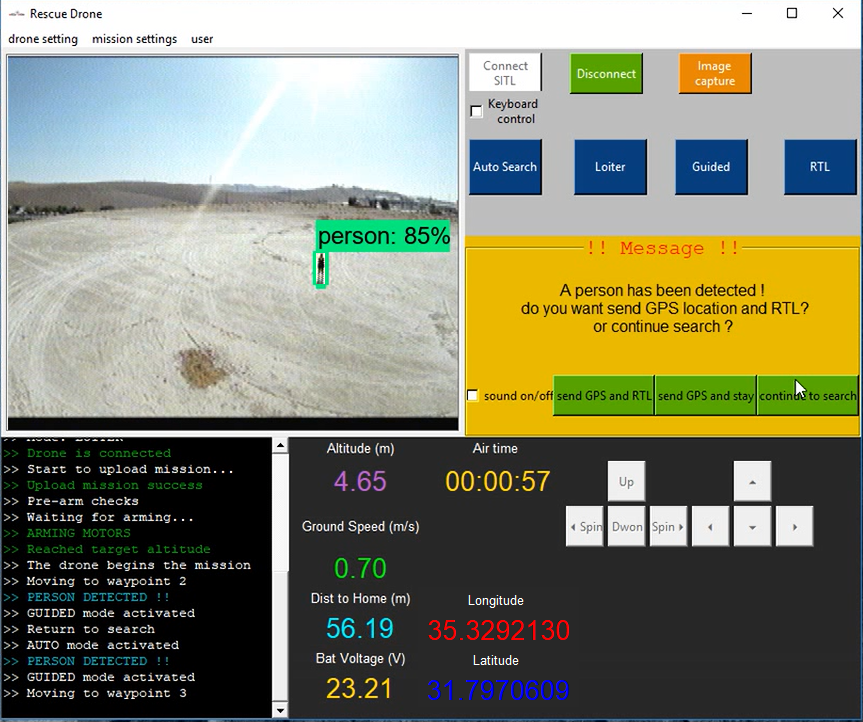 Rescue Drone
drone setting mission settings user
person: 85%
Connect
SITL
Disconnect
Image
capture
Keyboard
control
Auto Search
Loiter
Guided
RTL
!! Message !!
A person has been detected !
do you want send GPS location and RTL?
or continue search ?
sound on/off
send GPS and RTL
send GPS and stay
continue to search
>> Mode: LOITER
>> Drone is connected
>> Start to upload mission...
>> Upload mission success
>> Pre-arm checks
>> Waiting for arming...
>> ARMING MOTORS
>> Reached target altitude
>> The drone begins the mission
>> Moving to waypoint 2
>> PERSON DETECTED !!
>> GUIDED mode activated
>> Return to search
>> AUTO mode activated
>> PERSON DETECTED !!
>> GUIDED mode activated
>> Moving to waypoint 3
Altitude (m)
4.65
Air time
00:00:57
Ground Speed (m/s)
0.70
Dist to Home (m)
56.19
Longitude
35.3292130
Bat Voltage (V)
23.21
Latitude
31.7970609
Up
Spin
Dwon
Spin